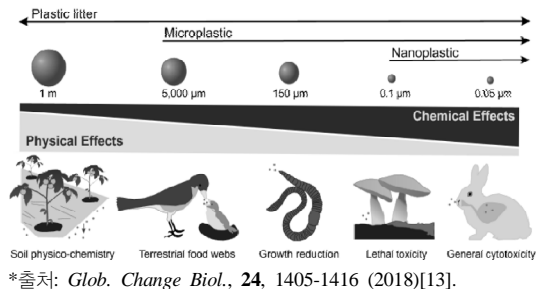 Plastic litter
Microplastic
Nanoplastic
1 m 5,000 μm 150 μm 0.1 μm 0.05 μm
Chemical Effects
Physical Effects
Soil physico-chemistry Terrestrial food webs Growth reduction Lethal toxicity General cytotoxicity
*출처: Glob. Change Biol., 24, 1405-1416 (2018)[13].